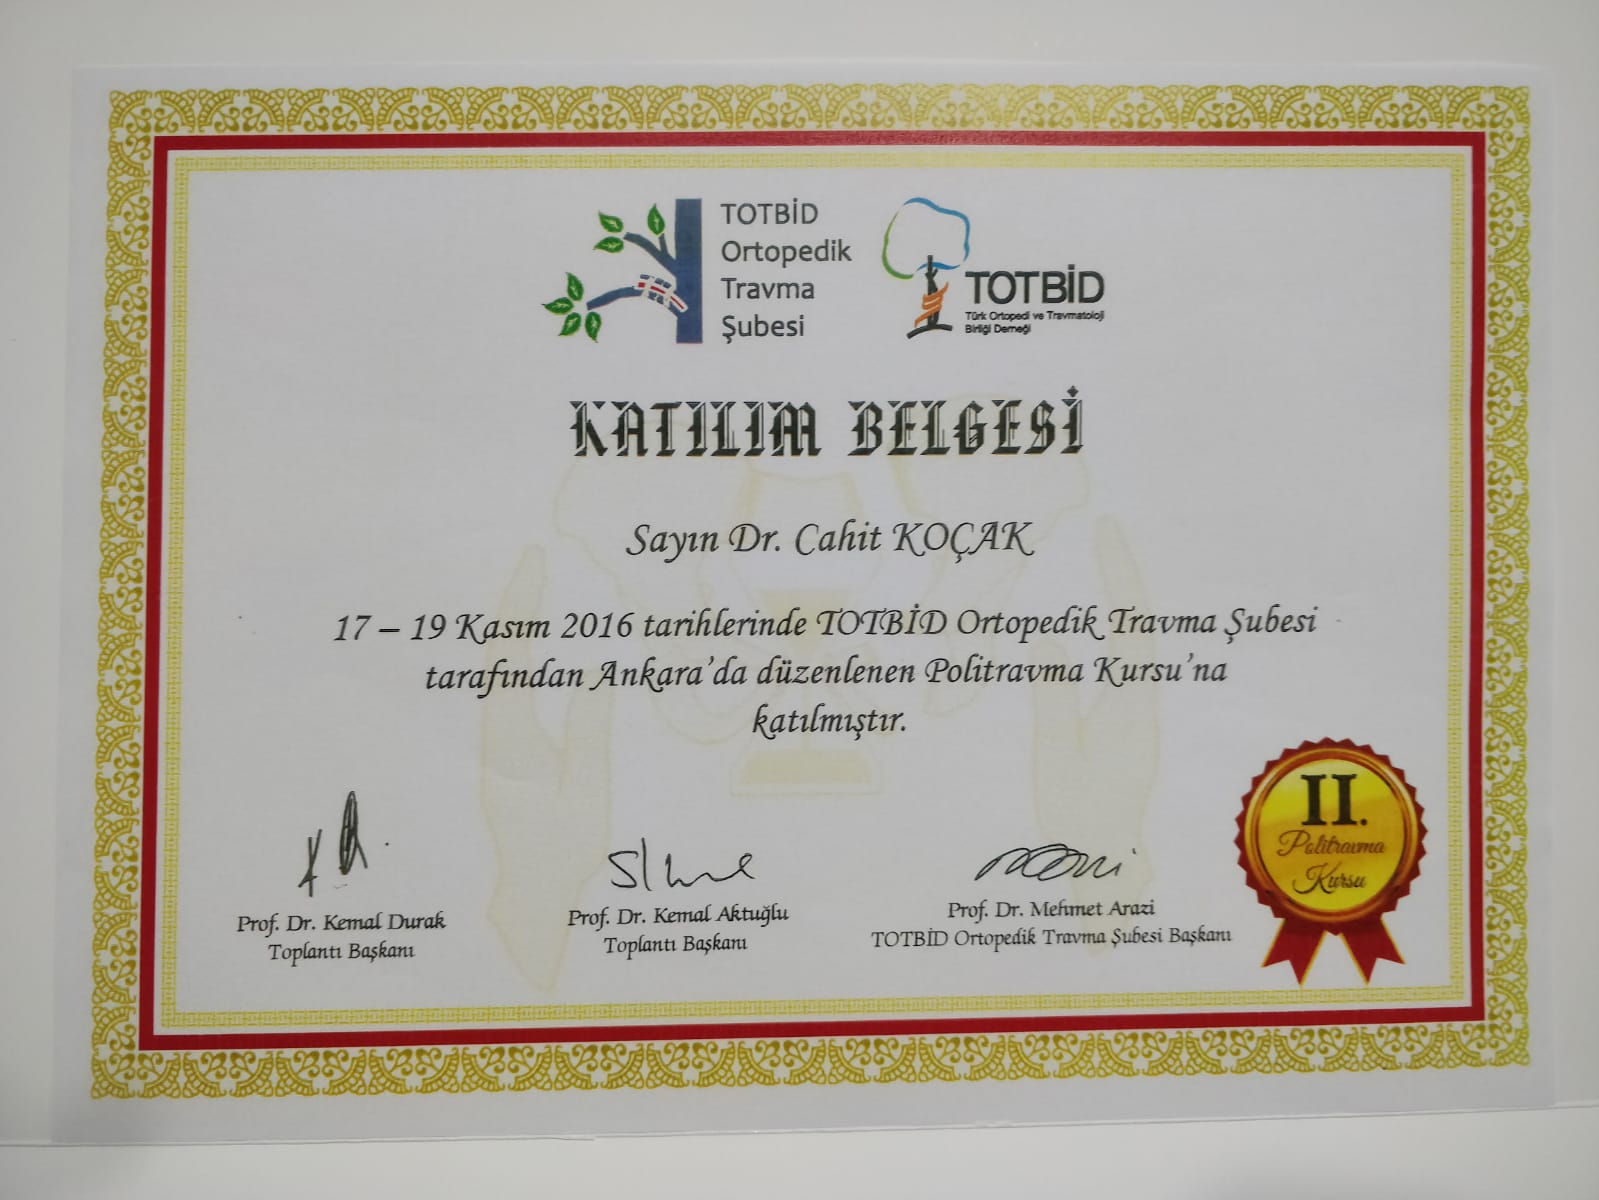 TOTBİD
Ortopedik
Travma
Şubesi
TOTBİD
Türk Ortopedi ve Travmatoloji
Birliği Derneği
KATILIM BELGESİ
Sayın Dr. Cahit KOÇAK
17 – 19 Kasım 2016 tarihlerinde TOTBİD Ortopedik Travma Şubesi
tarafından Ankara'da düzenlenen Politravma Kursu'na
katılmıştır.
Prof. Dr. Kemal Durak
Toplantı Başkanı
Prof. Dr. Kemal Aktuğlu
Toplantı Başkanı
Prof. Dr. Mehmet Arazi
TOTBİD Ortopedik Travma Şubesi Başkanı
II.
Politravma
Kursu